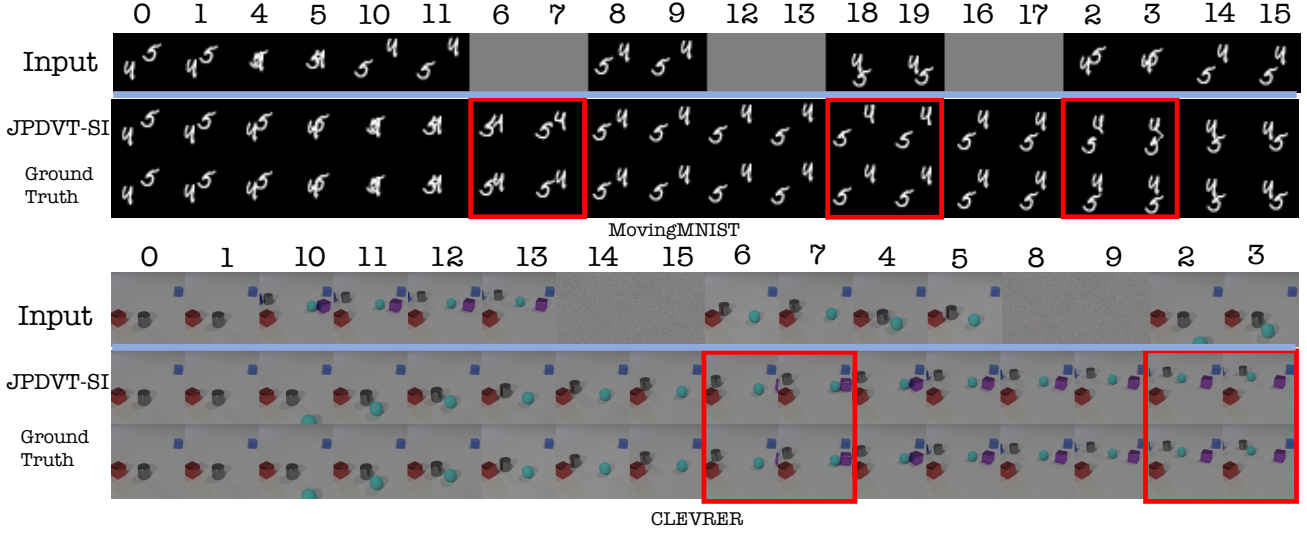 0 1 4 5 10 11 6 7 8 9 12 13 18 19 16 17 2 3 14 15
Input
JPDVT-SI
Ground
Truth
MovingMNIST
0 1 10 11 12 13 14 15 6 7 4 5 8 9 2 3
Input
JPDVT-SI
Ground
Truth
CLEVRER